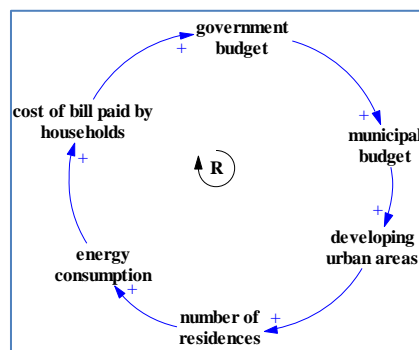 government
budget
+
+
municipal
budget
+
developing
urban areas
+
number of
residences
+
energy
consumption
+
cost of bill paid by
households
R